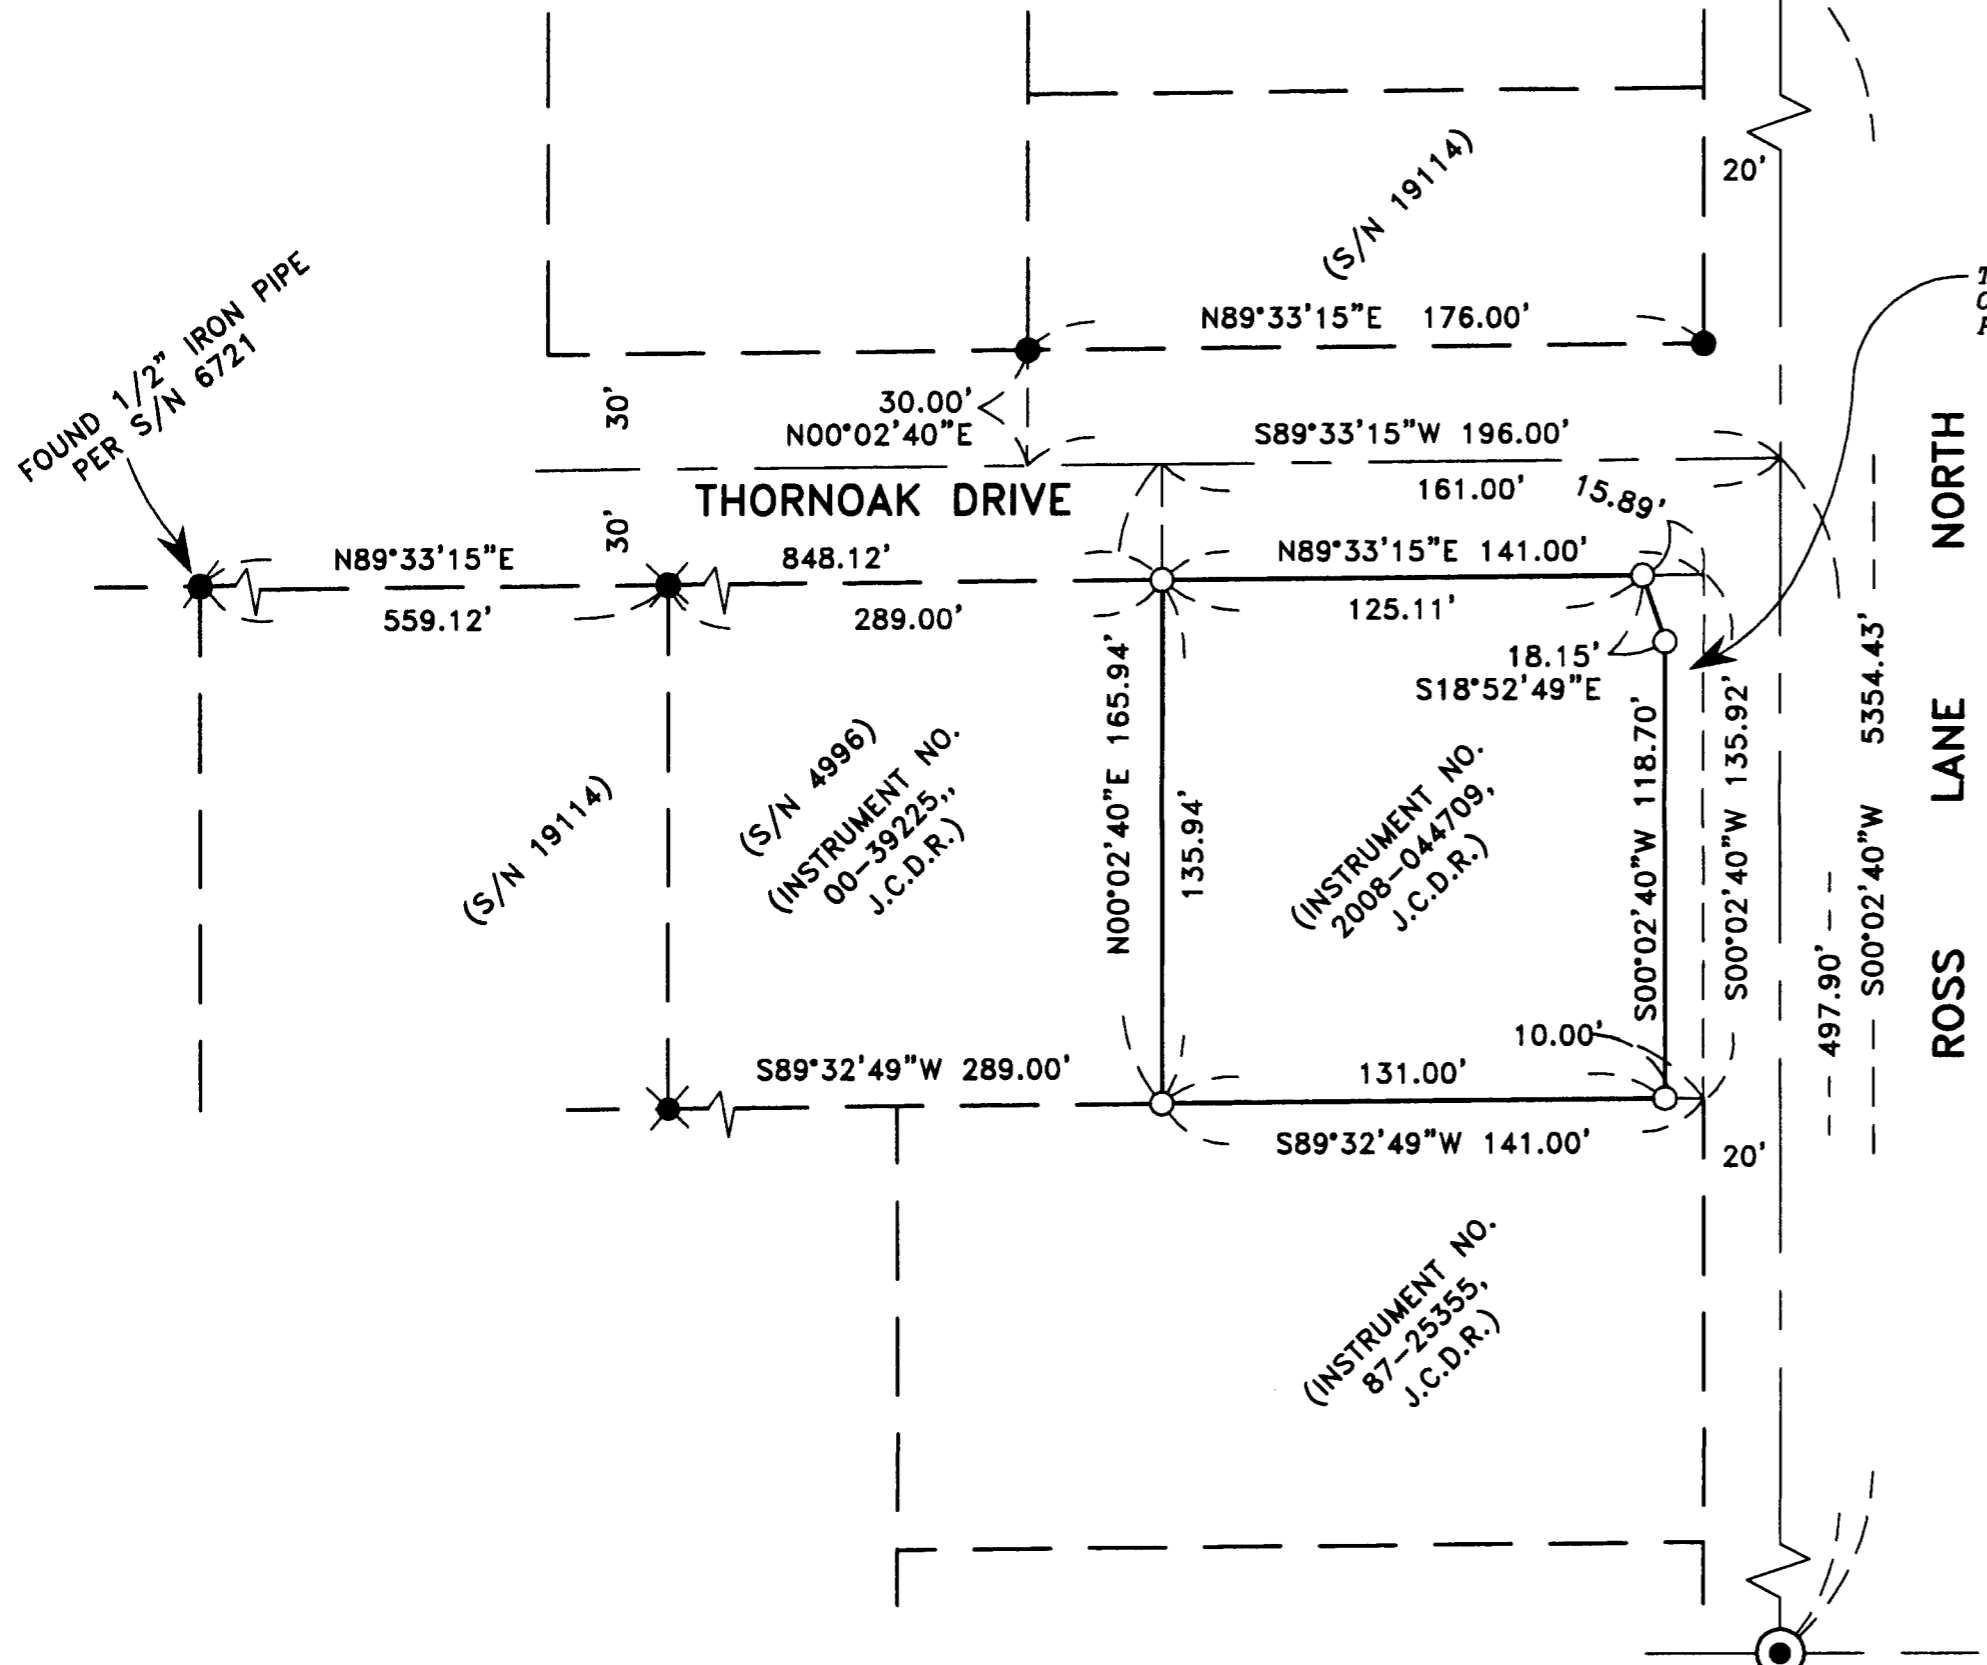 20'
(S/N 19114)
FOUND 1/2" IRON PIPE
PER S/N 6721
N89°33'15"E 176.00'
30'
30.00'
N00°02'40"E
S89°33'15"W 196.00'
THORNOAK DRIVE
161.00'
15.89'
30'
N89°33'15"E
848.12'
N89°33'15"E 141.00'
559.12'
289.00'
125.11'
18.15'
S18°52'49"E
N00°02'40"E 165.94'
135.94'
S00°02'40"W 118.70'
S00°02'40"W 135.92'
497.90'
S00°02'40"W 5354.43'
ROSS LANE NORTH
(S/N 19114)
(S/N 4996)
(INSTRUMENT NO.
00-39225,,
J.C.D.R.)
(INSTRUMENT NO.
2008-044709,
J.C.D.R.)
10.00'
S89°32'49"W 289.00'
131.00'
S89°32'49"W 141.00'
20'
(INSTRUMENT NO.
87-25355,
J.C.D.R.)